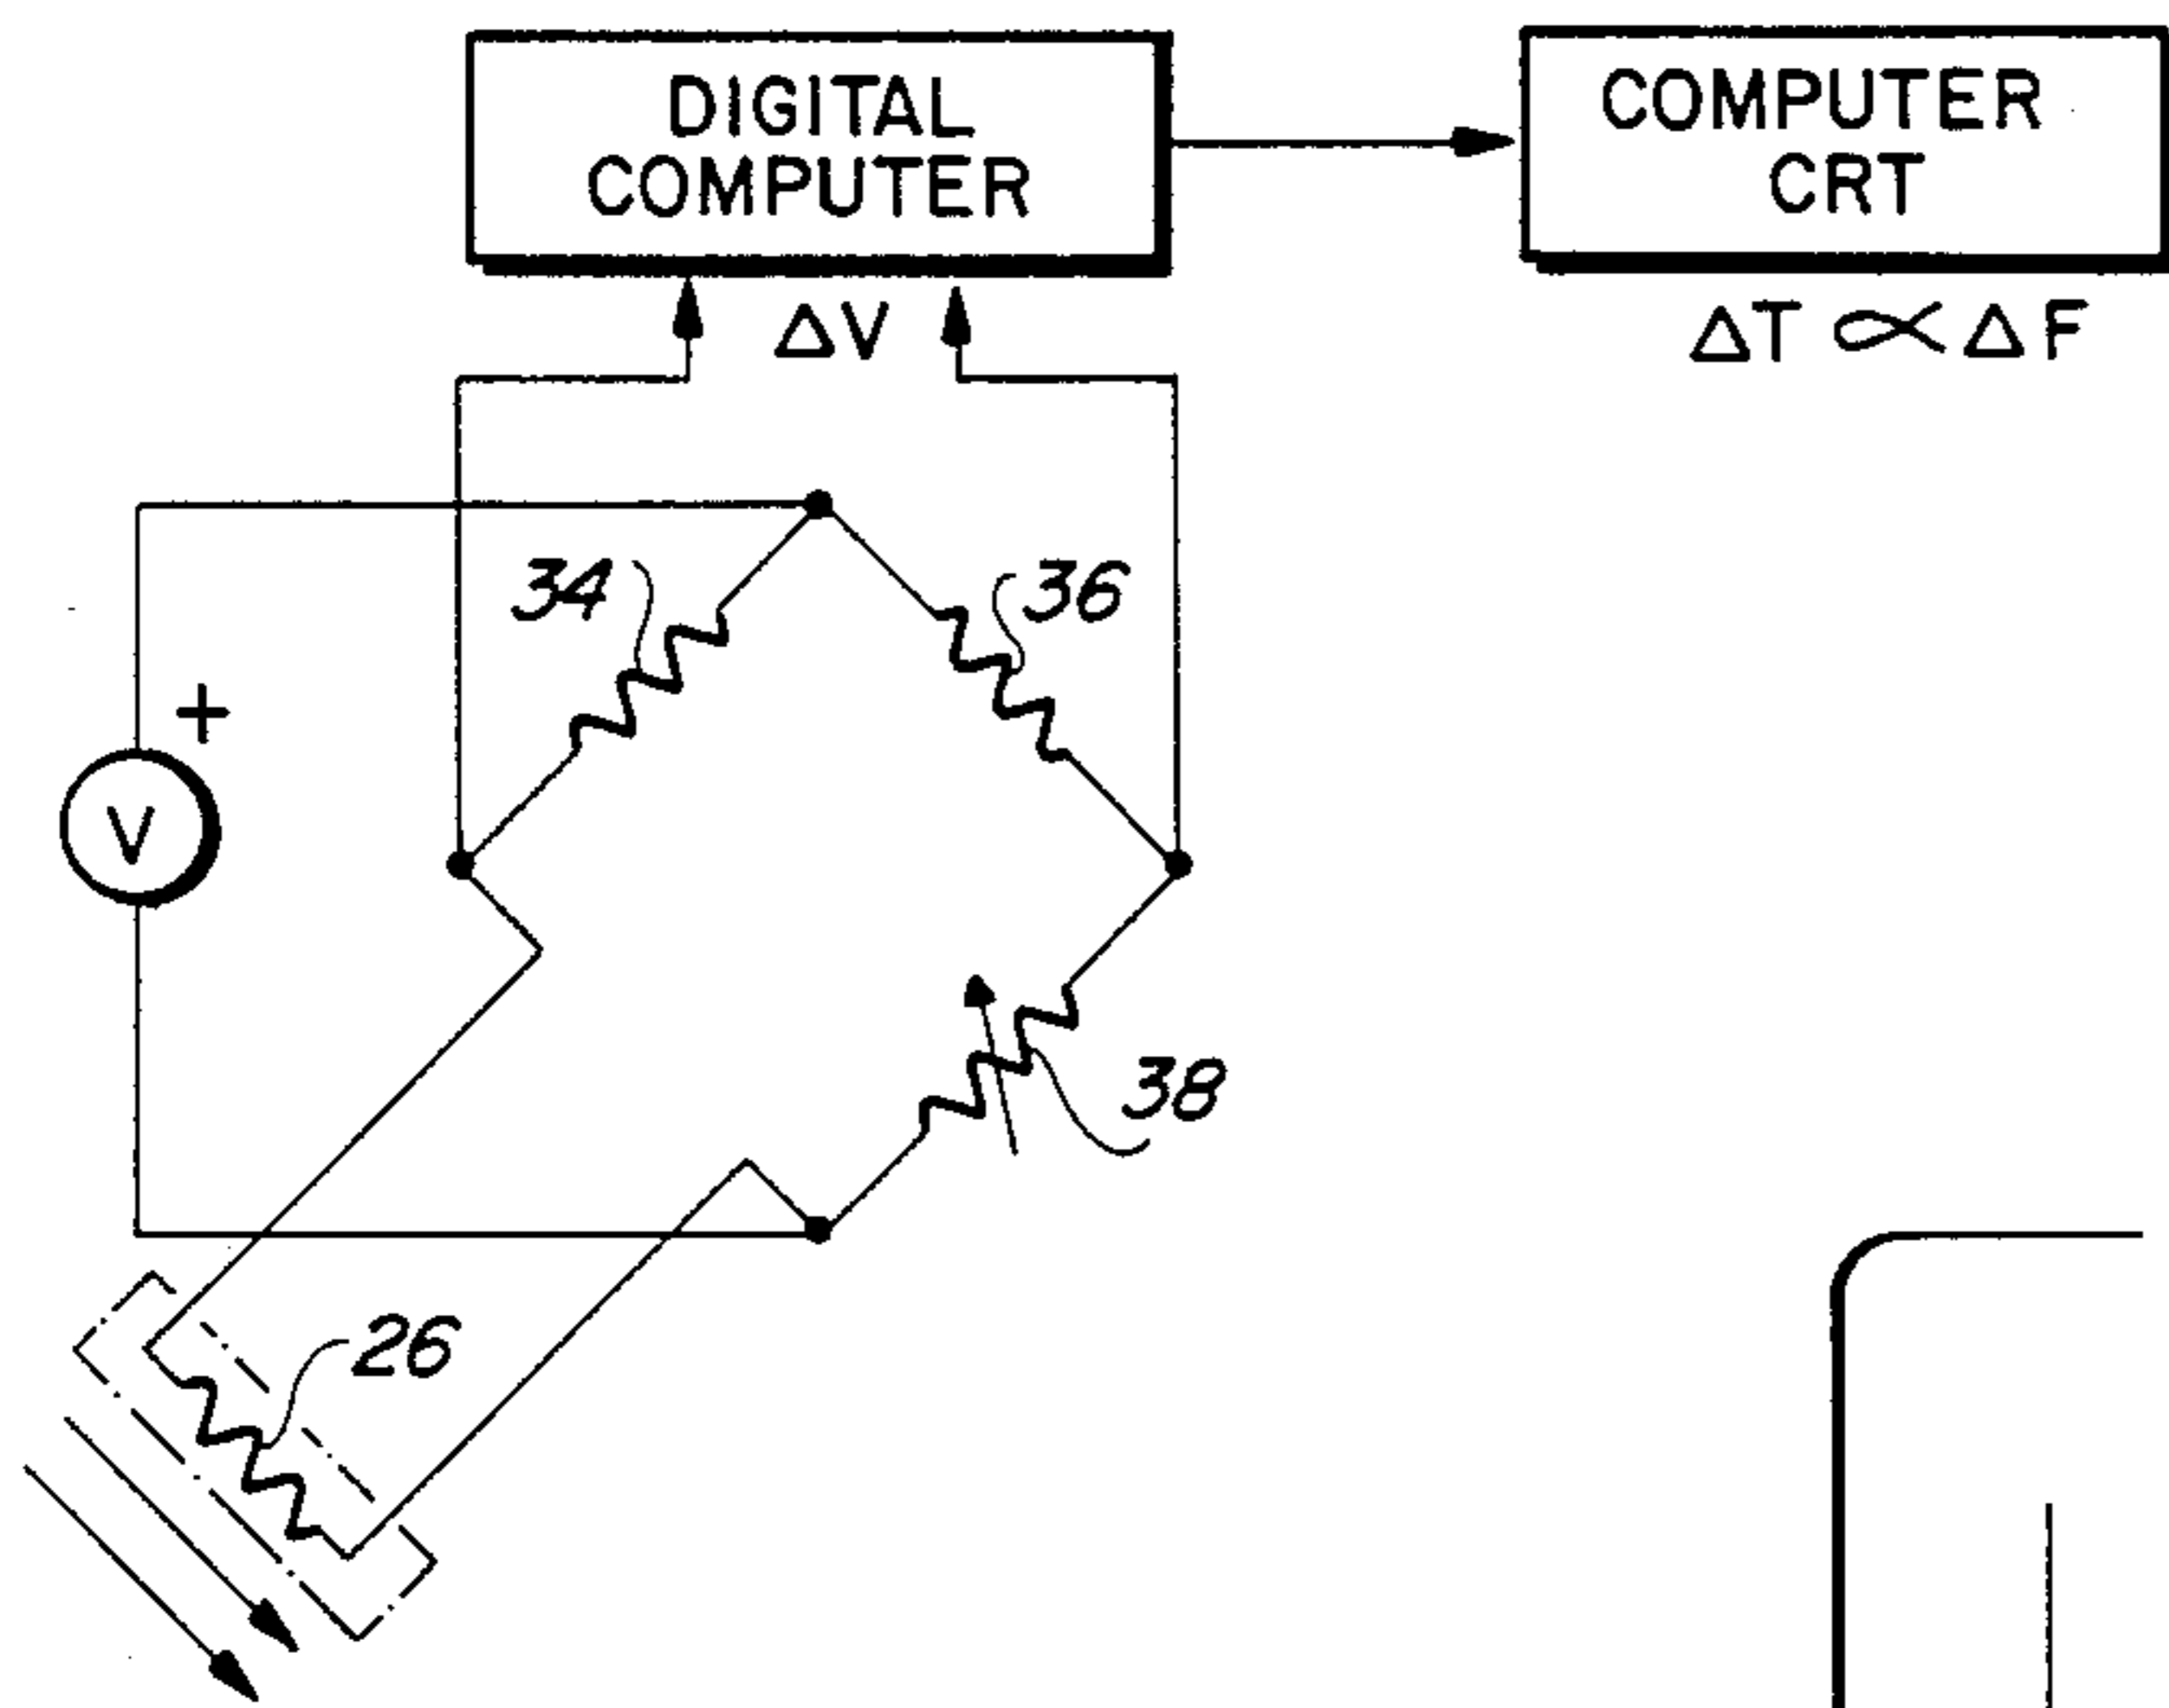 DIGITAL
COMPUTER
COMPUTER
CRT
ΔV
ΔT ∝ ΔF
34
36
+
V
38
26